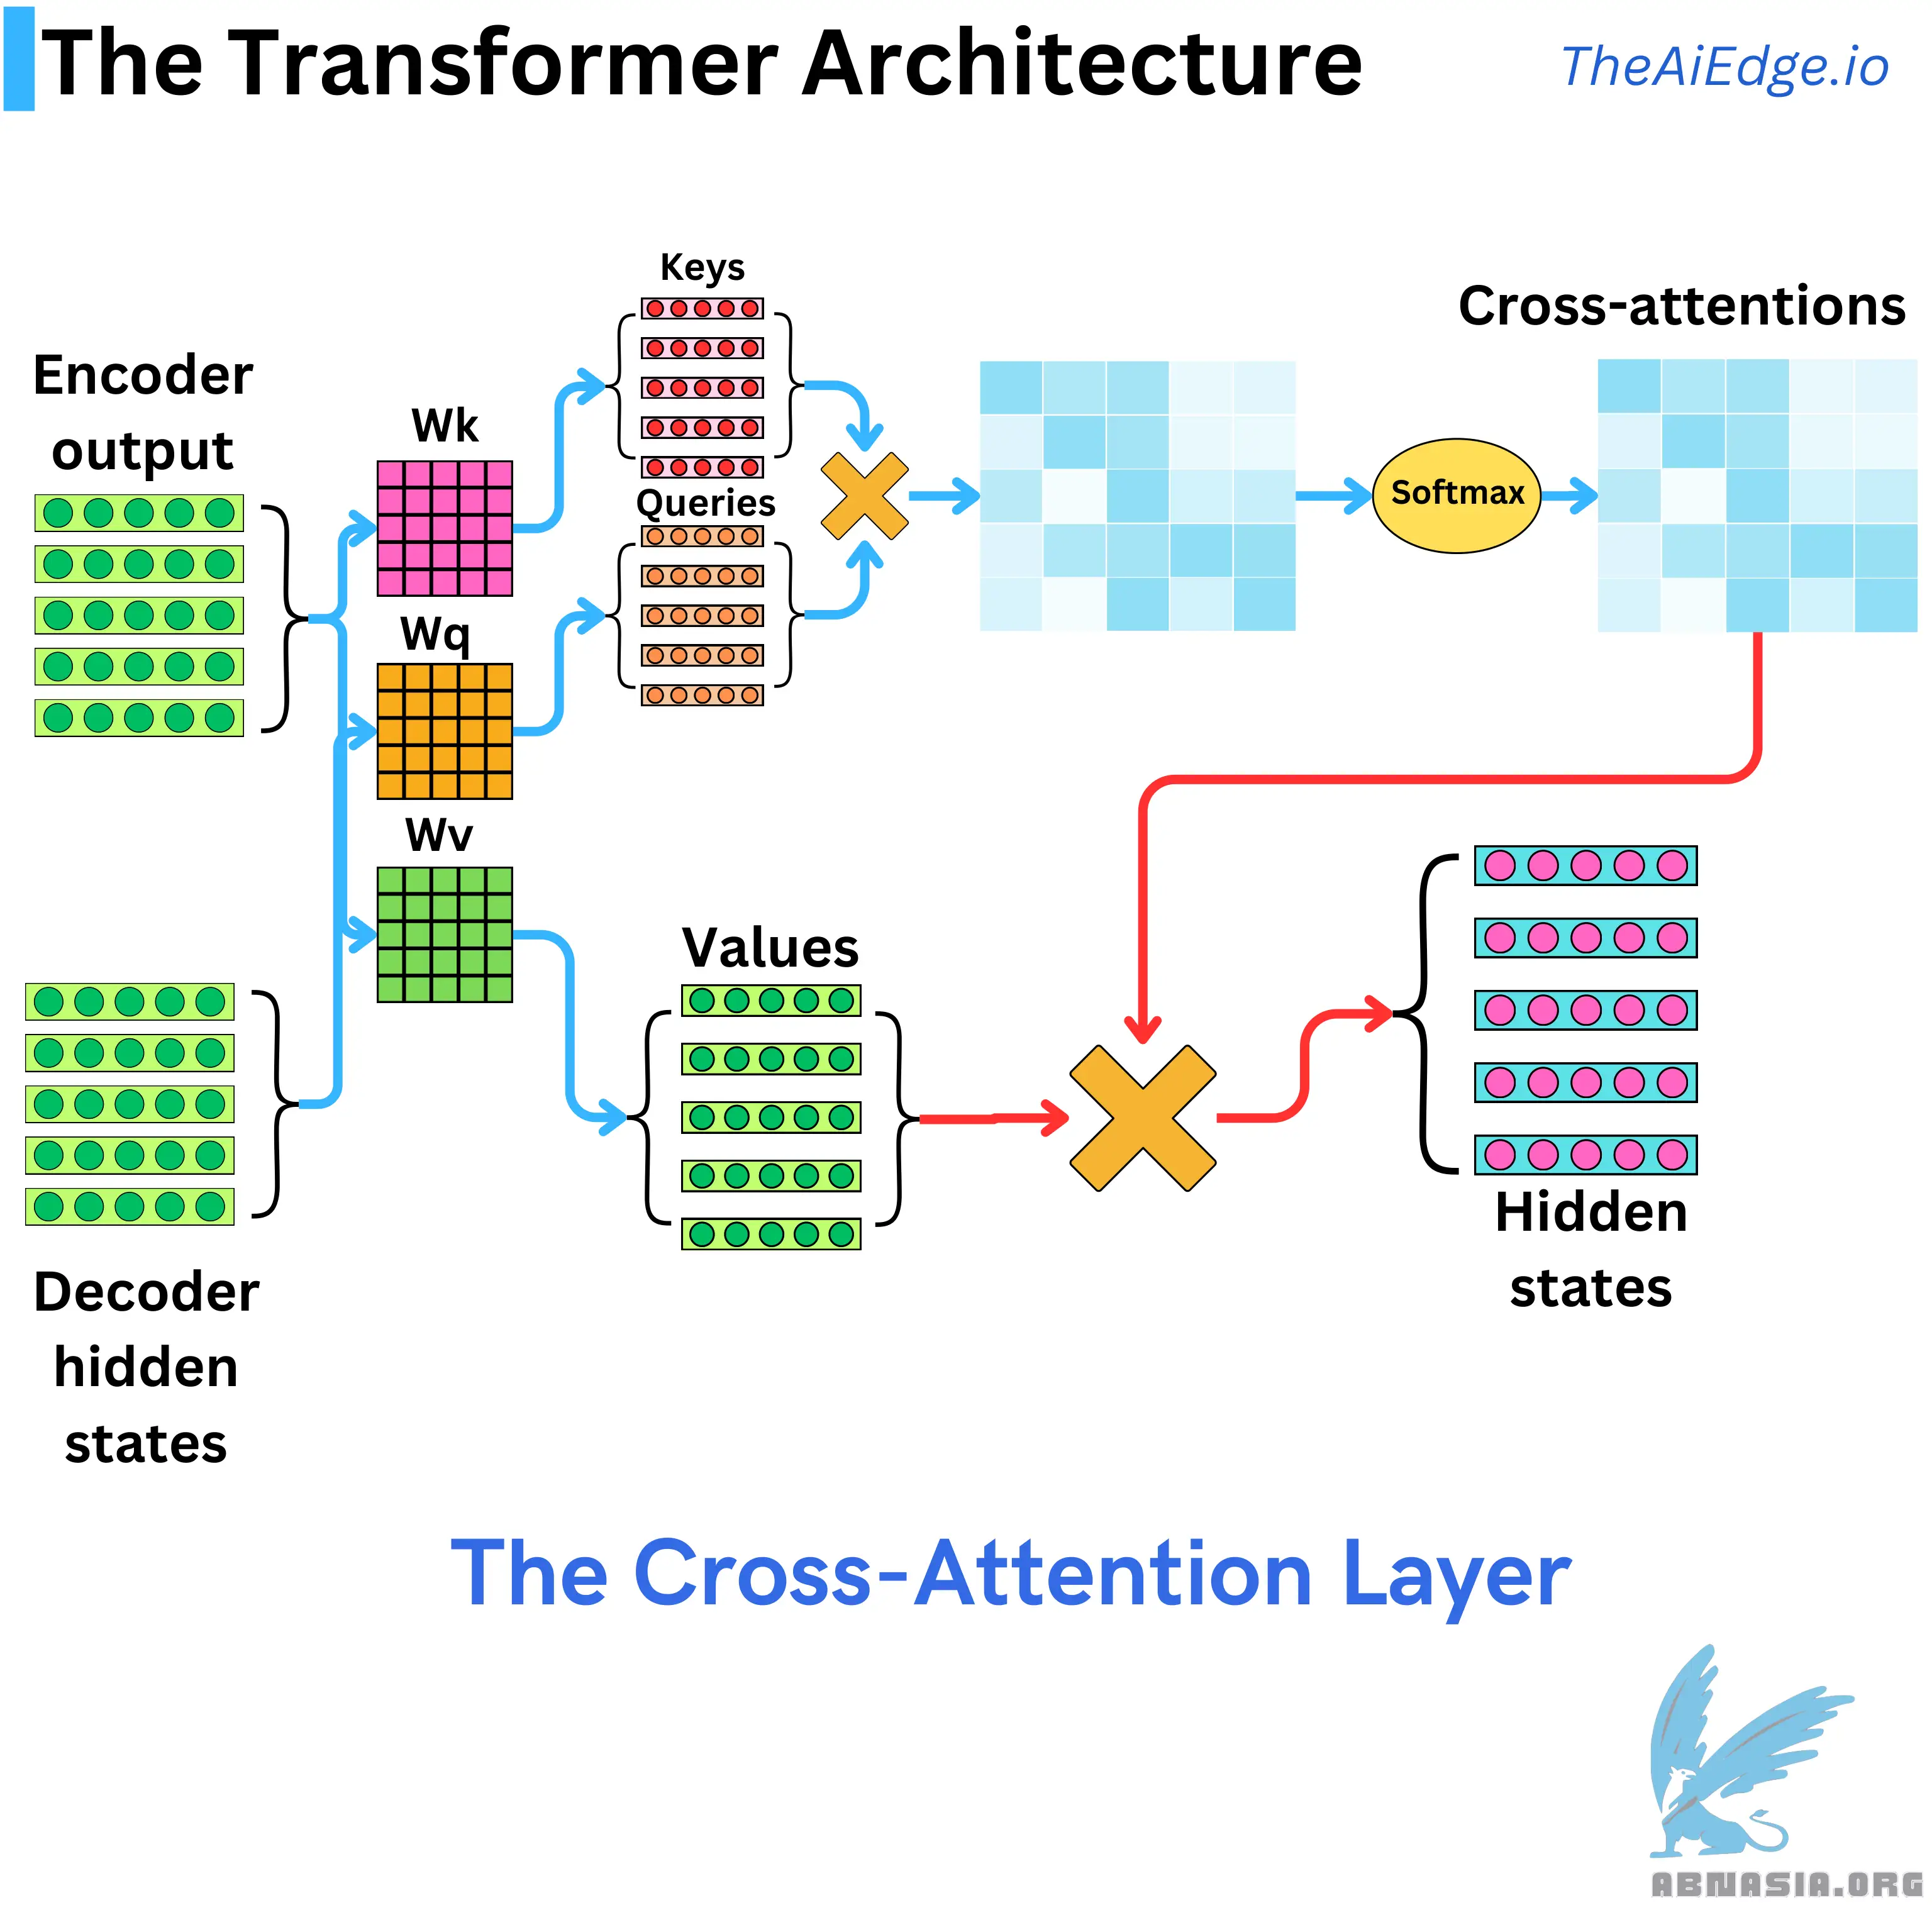 The Transformer Architecture
TheAiEdge.io
Keys
Cross-attentions
Encoder
output
Wk
Queries
Softmax
Wq
Wv
Values
Hidden
states
Decoder
hidden
states
The Cross-Attention Layer
ABNASIA.ORG